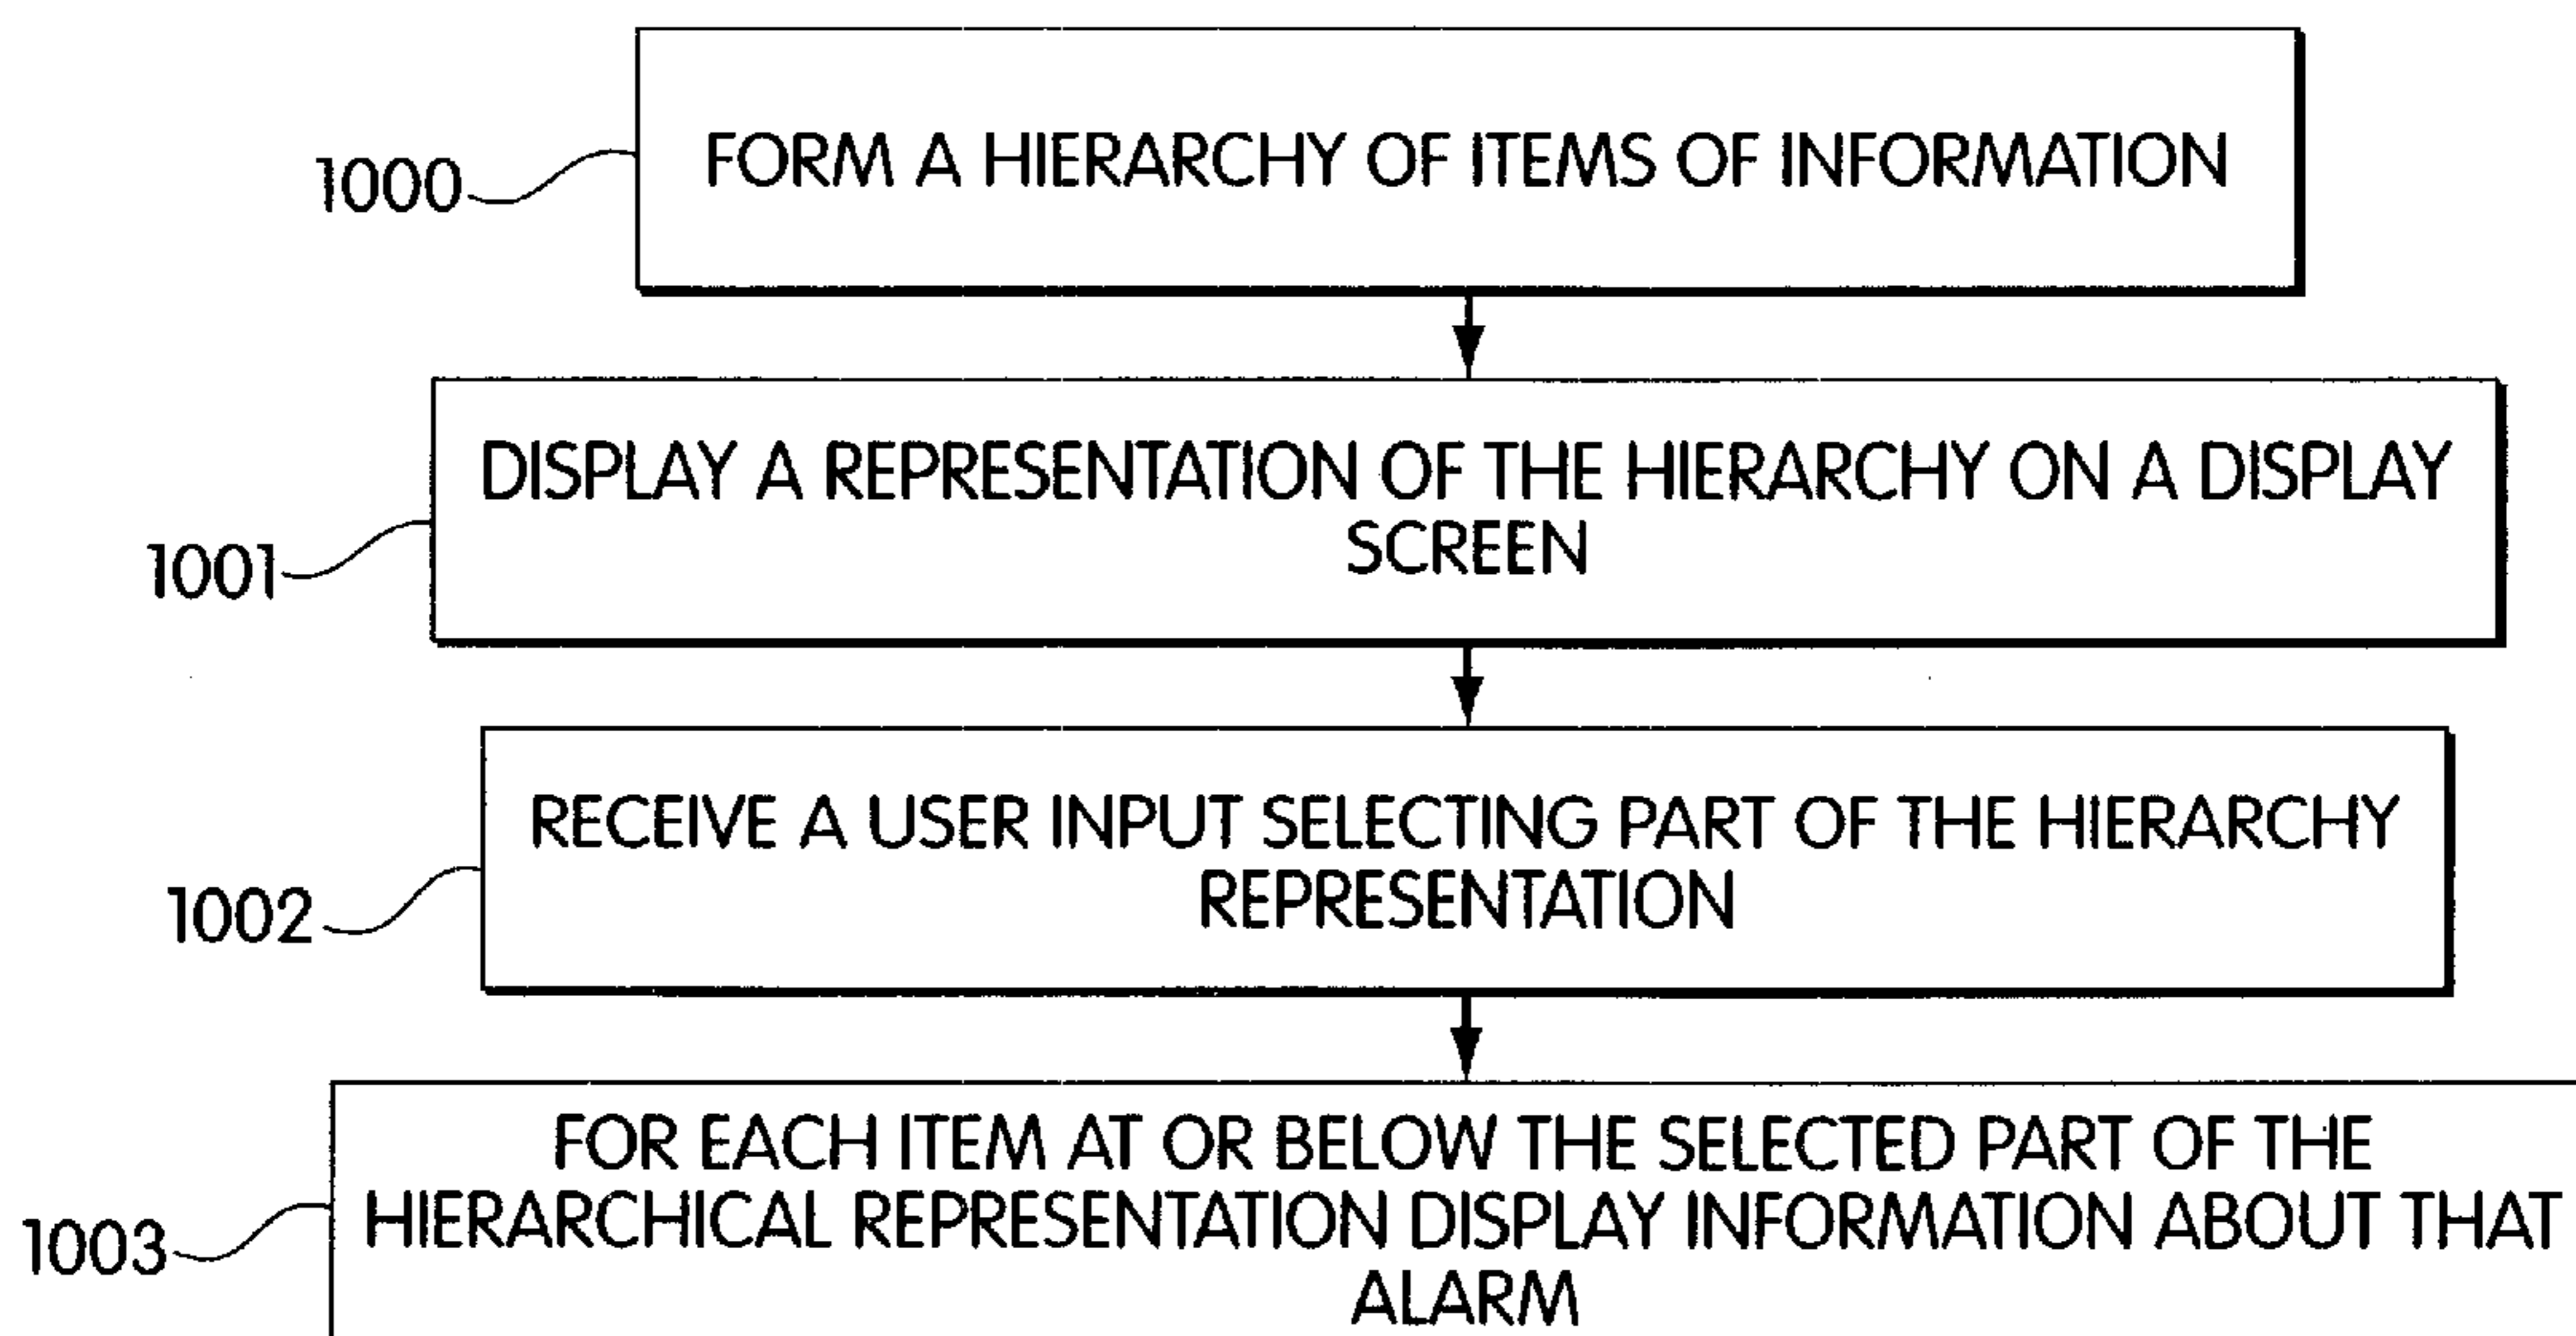 1000
FORM A HIERARCHY OF ITEMS OF INFORMATION
1001
DISPLAY A REPRESENTATION OF THE HIERARCHY ON A DISPLAY
SCREEN
1002
RECEIVE A USER INPUT SELECTING PART OF THE HIERARCHY
REPRESENTATION
1003
FOR EACH ITEM AT OR BELOW THE SELECTED PART OF THE
HIERARCHICAL REPRESENTATION DISPLAY INFORMATION ABOUT THAT
ALARM